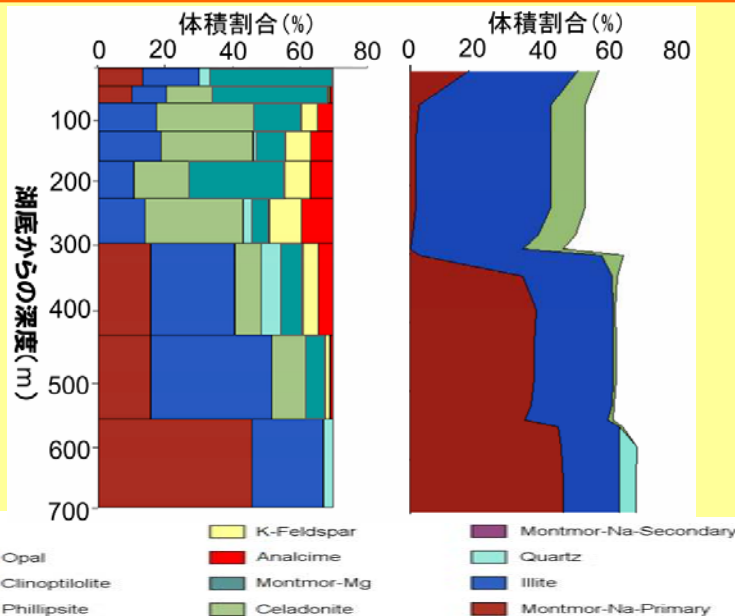 体積割合(%)
0 20 40 60 80
100
200
300
400
500
600
700
湖底からの深度(m)
体積割合(%)
0 20 40 60 80
K-Feldspar
Montmor-Na-Secondary
Opal
Analcime
Quartz
Clinoptilolite
Montmor-Mg
Illite
Phillipsite
Celadonite
Montmor-Na-Primary